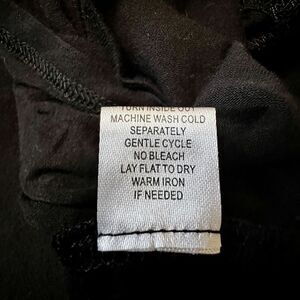 TURN INSIDE OUT
MACHINE WASH COLD
SEPARATELY
GENTLE CYCLE
NO BLEACH
LAY FLAT TO DRY
WARM IRON
IF NEEDED